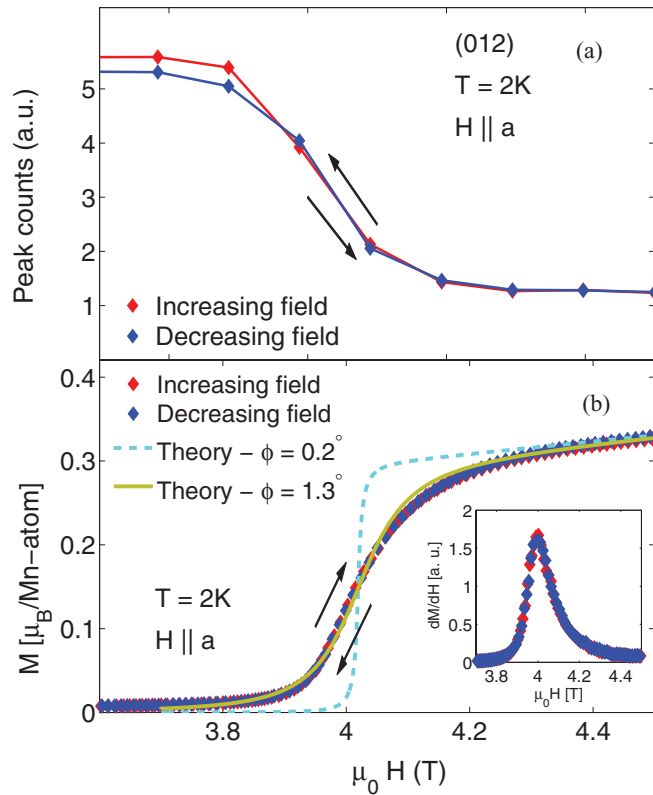 (a)
(012)
T = 2K
H || a
Peak counts (a.u.)
5
4
3
2
1
Increasing field
Decreasing field
(b)
Increasing field
Decreasing field
Theory − ϕ = 0.2°
Theory − ϕ = 1.3°
M [μB/Mn−atom]
0.4
0.3
0.2
0.1
0
T = 2K
H || a
dM/dH [a. u.]
2
1.5
1
0.5
0
3.8 4 4.2 4.4
μ0H [T]
3.8 4 4.2 4.4
μ0 H (T)